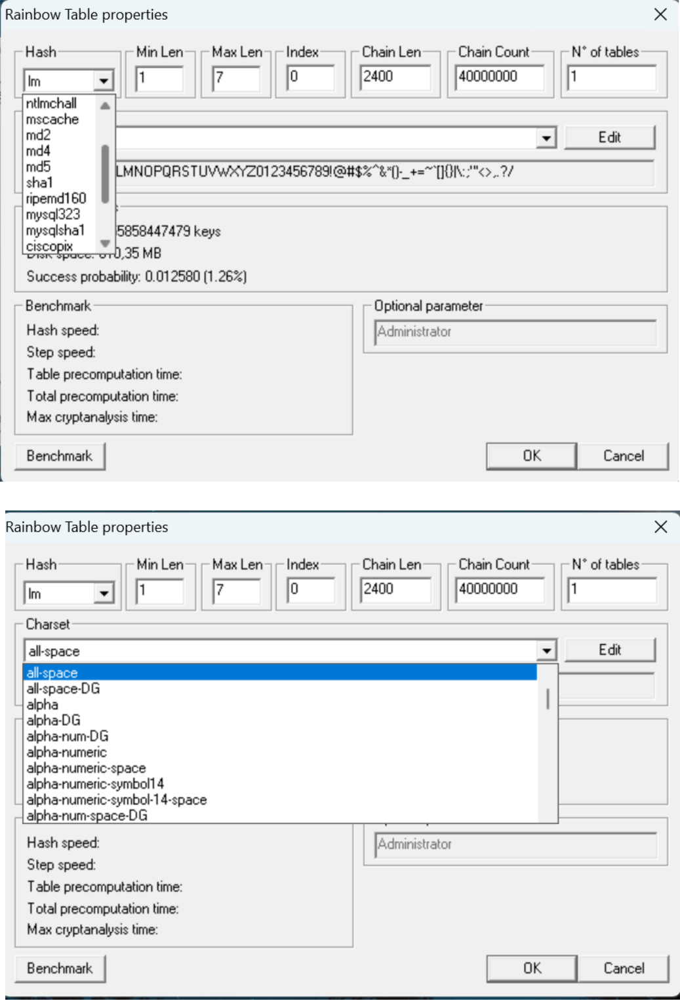 Rainbow Table properties
Hash Min Len Max Len Index Chain Len Chain Count N° of tables
lm 1 7 0 2400 40000000 1
ntlmchall
mscache
md2
Edit
md4
md5
LMNOPQRSTUVWXYZ0123456789!@#$%^&*()-_+=~`[]{}|\:;"'<>,.?/
sha1
ripemd160
mysql323
mysqlsha1
5858447479 keys
ciscopix
Disk space: 610,35 MB
Success probability: 0.012580 (1.26%)
Benchmark Optional parameter
Hash speed: Administrator
Step speed:
Table precomputation time:
Total precomputation time:
Max cryptanalysis time:
Benchmark OK Cancel
Rainbow Table properties
Hash Min Len Max Len Index Chain Len Chain Count N° of tables
lm 1 7 0 2400 40000000 1
Charset
all-space Edit
all-space
all-space-DG
alpha
alpha-DG
alpha-num-DG
alpha-numeric
alpha-numeric-space
alpha-numeric-symbol14
alpha-numeric-symbol-14-space
alpha-num-space-DG
Hash speed: Administrator
Step speed:
Table precomputation time:
Total precomputation time:
Max cryptanalysis time:
Benchmark OK Cancel